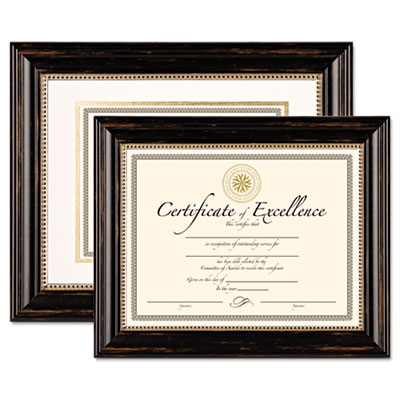 Certificate of Excellence
This certifies that
in recognition of outstanding service for
has been duly selected by the
Committee of Awards to receive this certificate
Given on this day of
In the year
Signature Signature